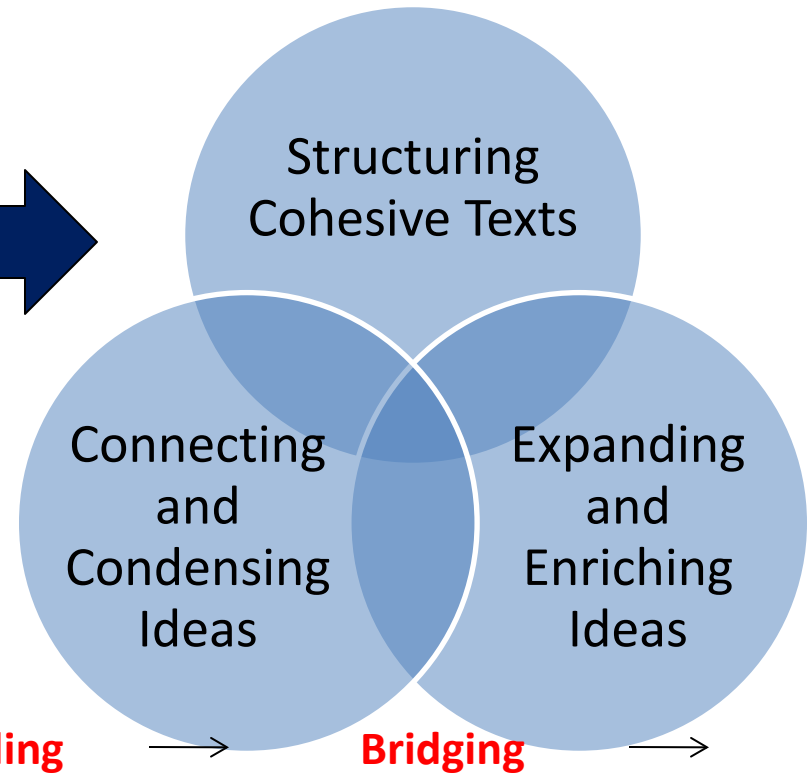 Structuring
Cohesive Texts
Connecting
and
Condensing
Ideas
Expanding
and
Enriching
Ideas
Bridging